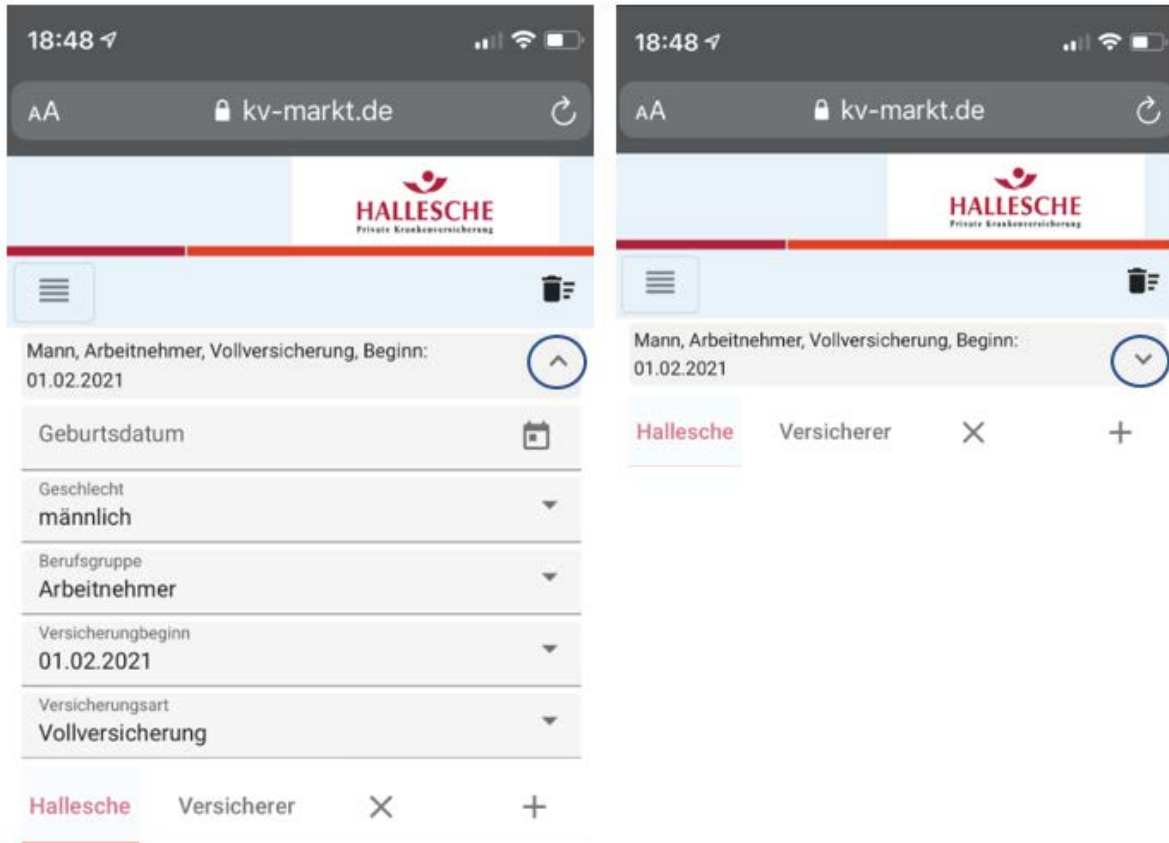 18:48
AA kv-markt.de
HALLESCHE
Private Krankenversicherung
Mann, Arbeitnehmer, Vollversicherung, Beginn:
01.02.2021
Geburtsdatum
Geschlecht
männlich
Berufsgruppe
Arbeitnehmer
Versicherungbeginn
01.02.2021
Versicherungsart
Vollversicherung
Hallesche Versicherer
18:48
AA kv-markt.de
HALLESCHE
Private Krankenversicherung
Mann, Arbeitnehmer, Vollversicherung, Beginn:
01.02.2021
Hallesche Versicherer